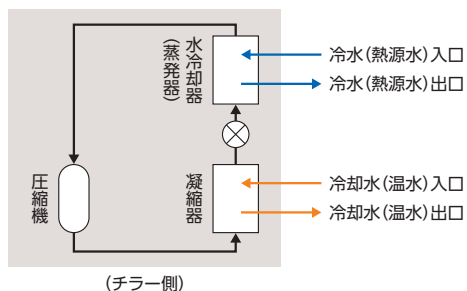 水冷却器
(蒸発器)
冷水(熱源水)入口
冷水(熱源水)出口
圧縮機
凝縮器
冷却水(温水)入口
冷却水(温水)出口
(チラー側)